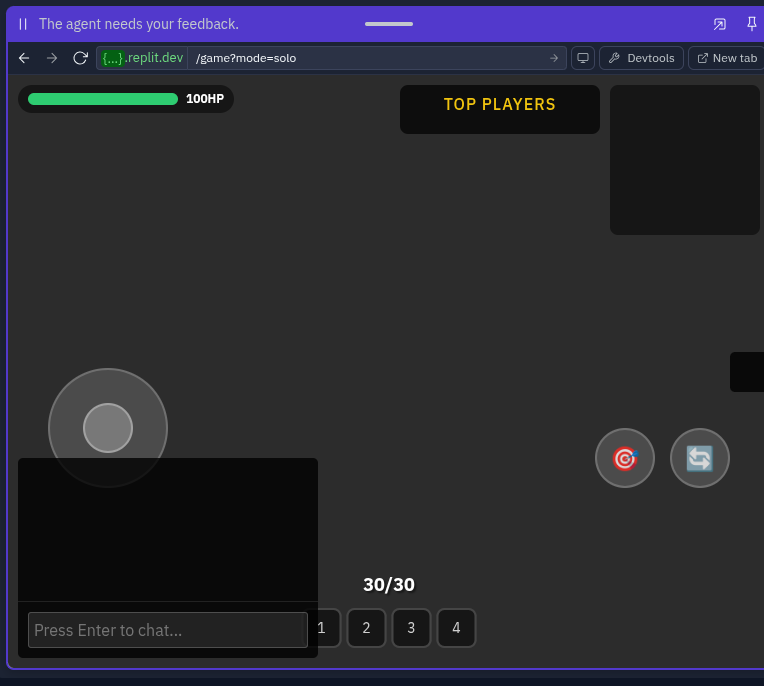 The agent needs your feedback.
{...}.replit.dev /game?mode=solo Devtools New tab
100HP
TOP PLAYERS
30/30
Press Enter to chat...
1 2 3 4